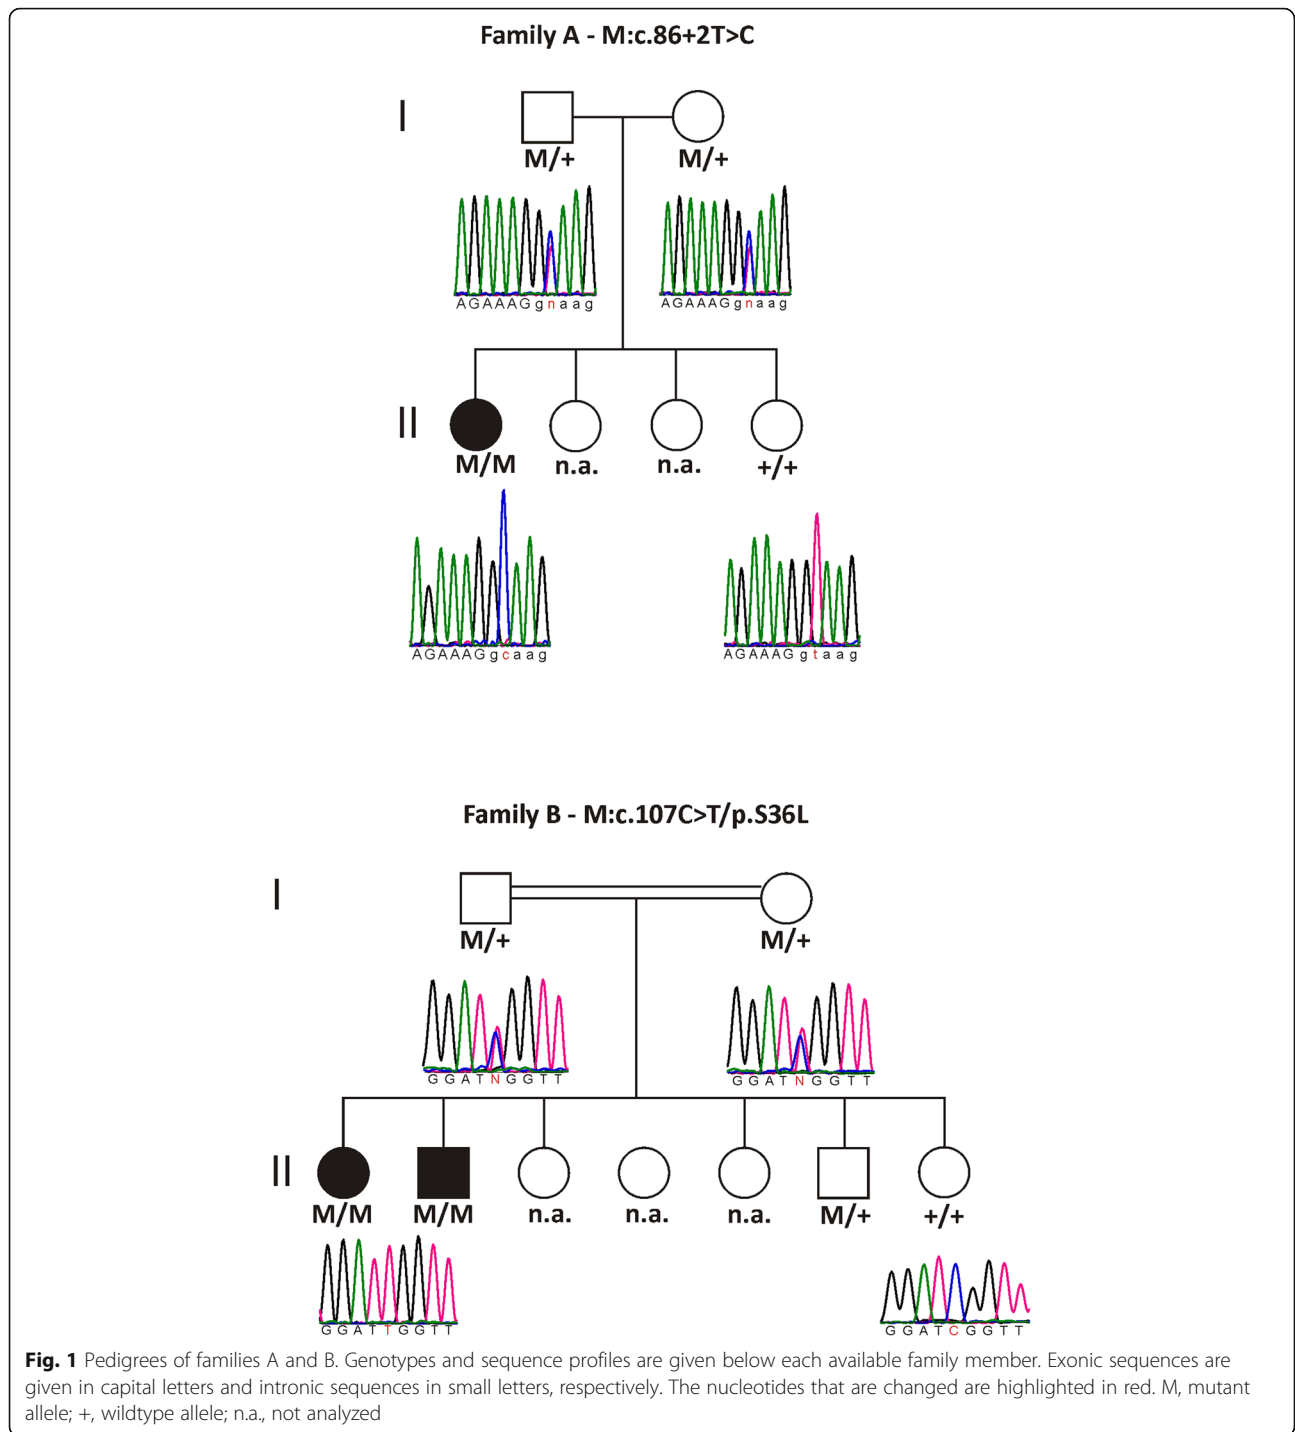 Family A - M:c.86+2T>C
I
M/+ M/+
AGAAAGgnaag AGAAAGgnaag
II
M/M n.a. n.a. +/+
AGAAAGgcaag AGAAAGgtaag
Family B - M:c.107C>T/p.S36L
I
M/+ M/+
GGATNGGTT GGATNGGTT
II
M/M M/M n.a. n.a. n.a. M/+ +/+
GGATTGGTT GGATCGGTT
Fig. 1 Pedigrees of families A and B. Genotypes and sequence profiles are given below each available family member. Exonic sequences are
given in capital letters and intronic sequences in small letters, respectively. The nucleotides that are changed are highlighted in red. M, mutant
allele; +, wildtype allele; n.a., not analyzed